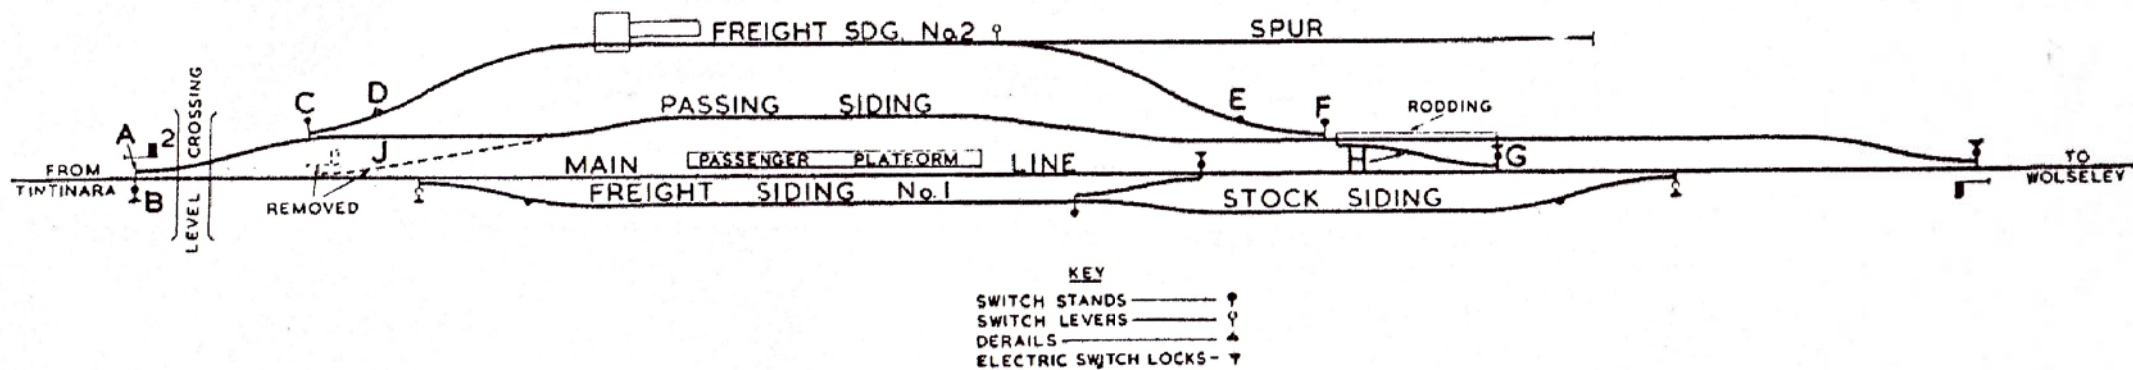 FREIGHT SDG. No.2
SPUR
C
D
PASSING SIDING
E
F
RODDING
A
2
LEVEL CROSSING
J
MAIN
PASSENGER PLATFORM
LINE
H
G
FROM
TINTINARA
B
REMOVED
FREIGHT SIDING No.1
STOCK SIDING
TO
WOLSELEY
KEY
SWITCH STANDS
SWITCH LEVERS
DERAILS
ELECTRIC SWITCH LOCKS